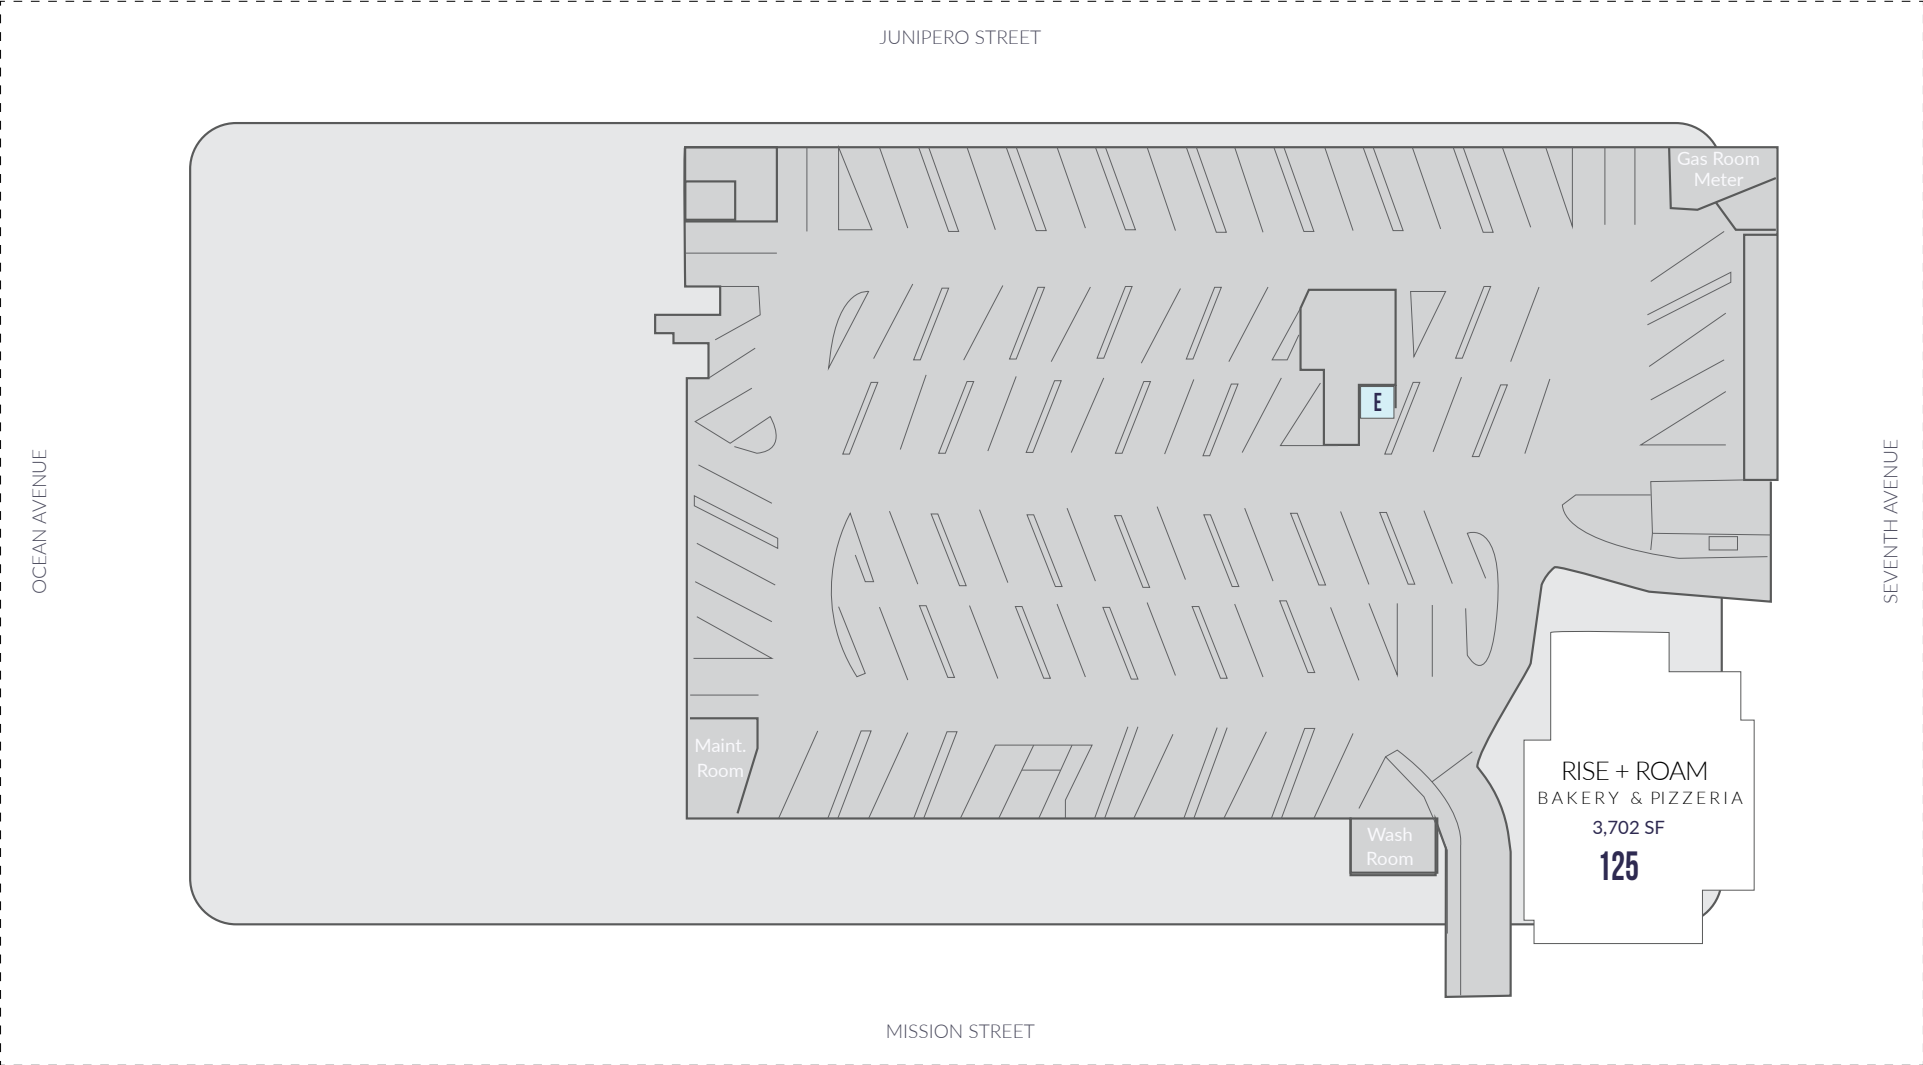 JUNIPERO STREET
Gas Room
Meter
E
OCEAN AVENUE
SEVENTH AVENUE
Maint.
Room
RISE + ROAM
BAKERY & PIZZERIA
3,702 SF
125
Wash
Room
MISSION STREET